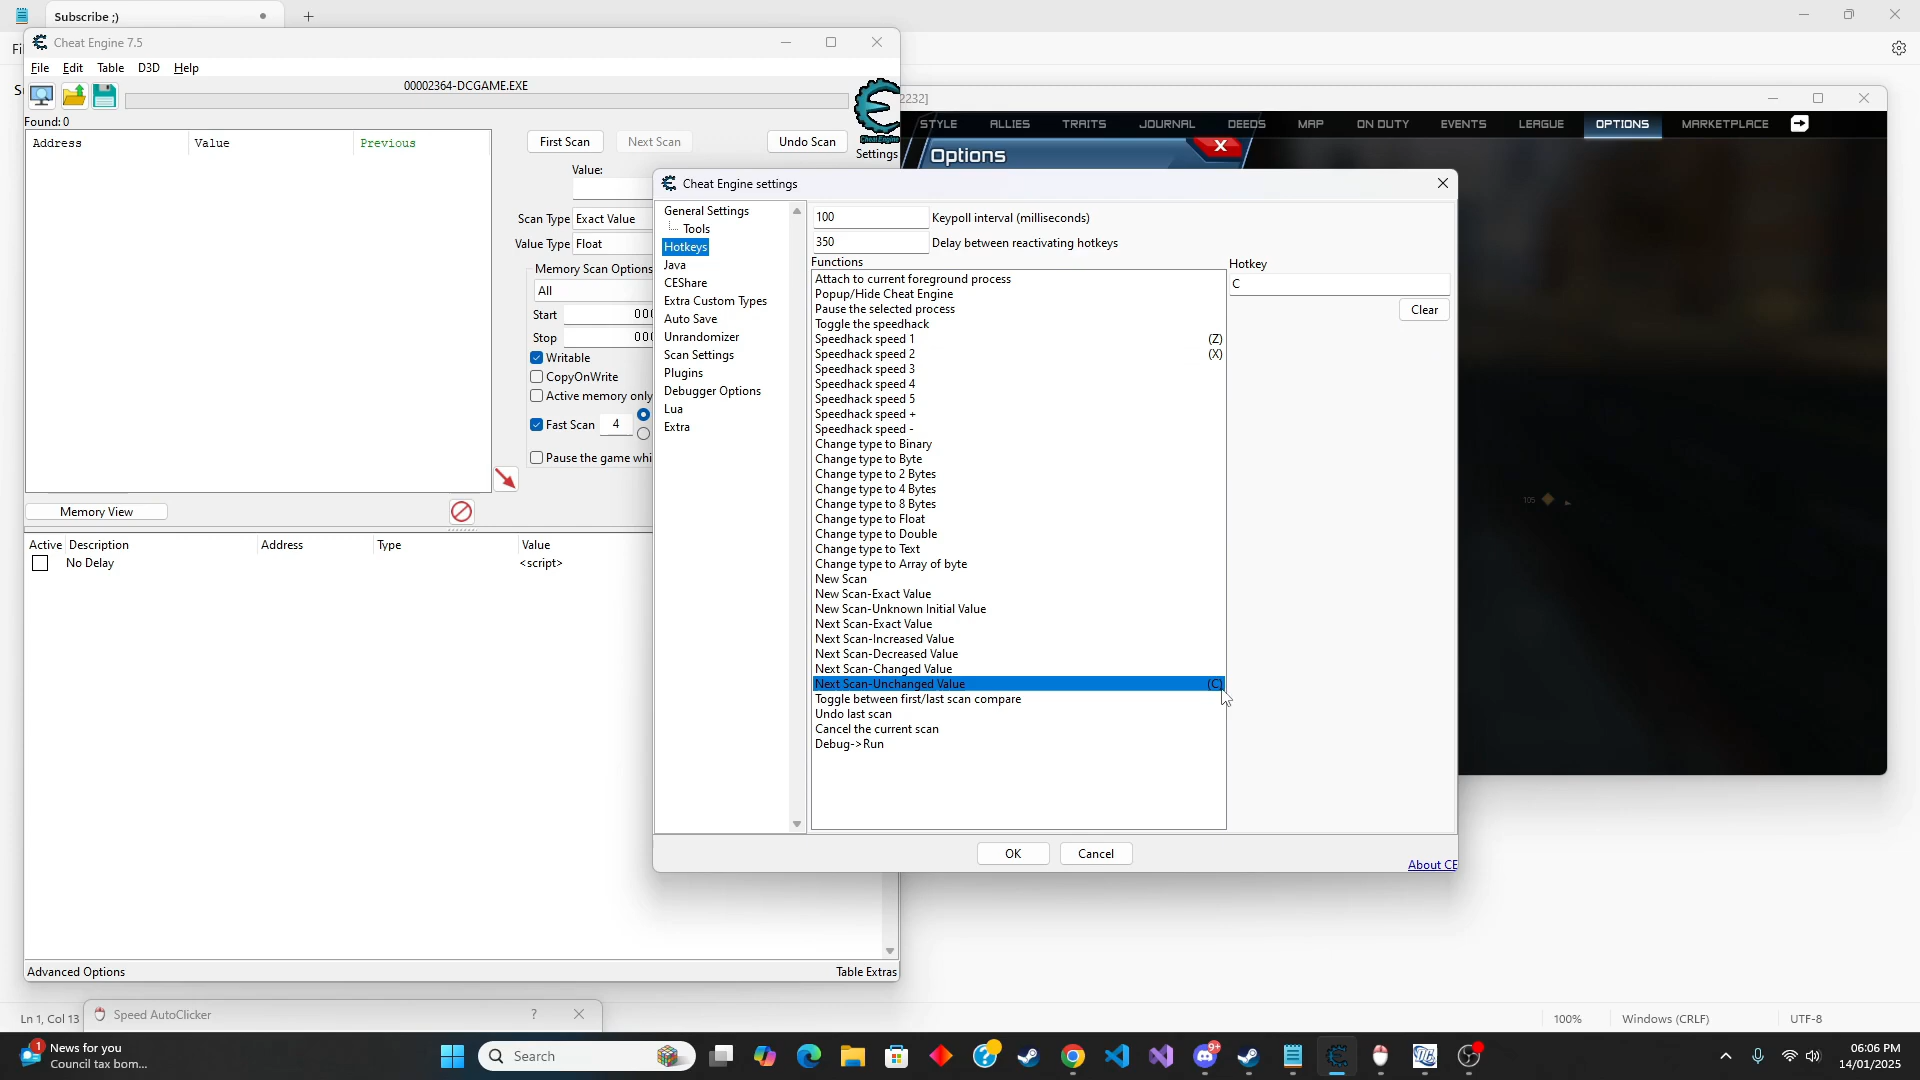 Subscribe ;)
Cheat Engine 7.5
File Edit Table D3D Help
00002364-DCGAME.EXE
Found: 0
Address Value Previous
First Scan Next Scan Undo Scan
Settings
Value:
Scan Type Exact Value
Value Type Float
Memory Scan Options
All
Start
Stop
Writable
CopyOnWrite
Active memory only
Fast Scan 4
Pause the game whi
Memory View
Active Description Address Type Value
No Delay <script>
Advanced Options Table Extras
2232]
STYLE ALLIES TRAITS JOURNAL DEEDS MAP ON DUTY EVENTS LEAGUE OPTIONS MARKETPLACE
Options
105
Cheat Engine settings
General Settings
Tools
Hotkeys
Java
CEShare
Extra Custom Types
Auto Save
Unrandomizer
Scan Settings
Plugins
Debugger Options
Lua
Extra
100 Keypoll interval (milliseconds)
350 Delay between reactivating hotkeys
Functions
Attach to current foreground process
Popup/Hide Cheat Engine
Pause the selected process
Toggle the speedhack
Speedhack speed 1 (Z)
Speedhack speed 2 (X)
Speedhack speed 3
Speedhack speed 4
Speedhack speed 5
Speedhack speed +
Speedhack speed -
Change type to Binary
Change type to Byte
Change type to 2 Bytes
Change type to 4 Bytes
Change type to 8 Bytes
Change type to Float
Change type to Double
Change type to Text
Change type to Array of byte
New Scan
New Scan-Exact Value
New Scan-Unknown Initial Value
Next Scan-Exact Value
Next Scan-Increased Value
Next Scan-Decreased Value
Next Scan-Changed Value
Next Scan-Unchanged Value (C)
Toggle between first/last scan compare
Undo last scan
Cancel the current scan
Debug->Run
Hotkey
C
Clear
OK Cancel
About CE
Ln 1, Col 13
Speed AutoClicker ?
100% Windows (CRLF) UTF-8
1
News for you
Council tax bom...
Search
9+
06:06 PM
14/01/2025